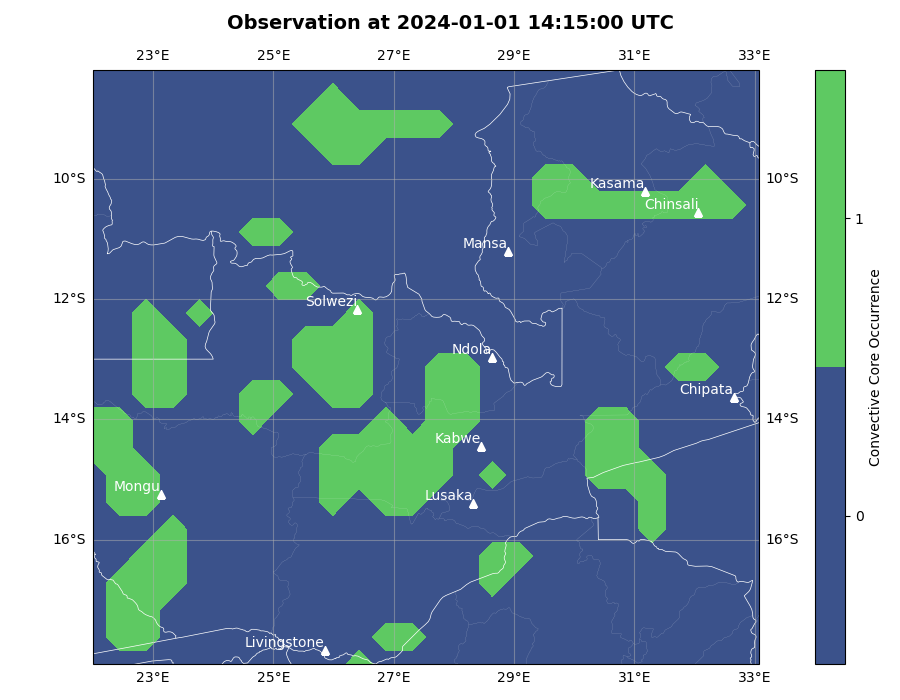 Observation at 2024-01-01 14:15:00 UTC
23°E 25°E 27°E 29°E 31°E 33°E
10°S 10°S
Kasama
Chinsali
Mansa
12°S 12°S
Solwezi
Ndola
Chipata
14°S 14°S
Kabwe
Mongu
Lusaka
16°S 16°S
Livingstone
23°E 25°E 27°E 29°E 31°E 33°E
1
0
Convective Core Occurrence